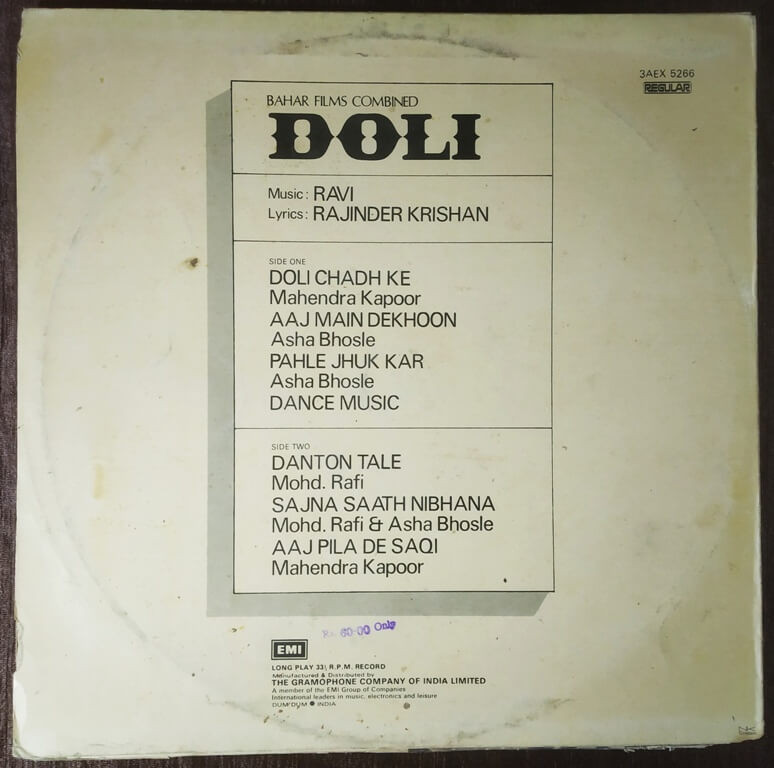 3AEX 5266
REGULAR
BAHAR FILMS COMBINED
DOLI
Music: RAVI
Lyrics: RAJINDER KRISHAN
SIDE ONE
DOLI CHADH KE
Mahendra Kapoor
AAJ MAIN DEKHOON
Asha Bhosle
PAHLE JHUK KAR
Asha Bhosle
DANCE MUSIC
SIDE TWO
DANTON TALE
Mohd. Rafi
SAJNA SAATH NIBHANA
Mohd. Rafi & Asha Bhosle
AAJ PILA DE SAQI
Mahendra Kapoor
60-00 Only
EMI
LONG PLAY 33⅓ R.P.M. RECORD
Manufactured & Distributed by
THE GRAMOPHONE COMPANY OF INDIA LIMITED
A member of the EMI Group of Companies
International leaders in music, electronics and leisure
DUM DUM ● INDIA